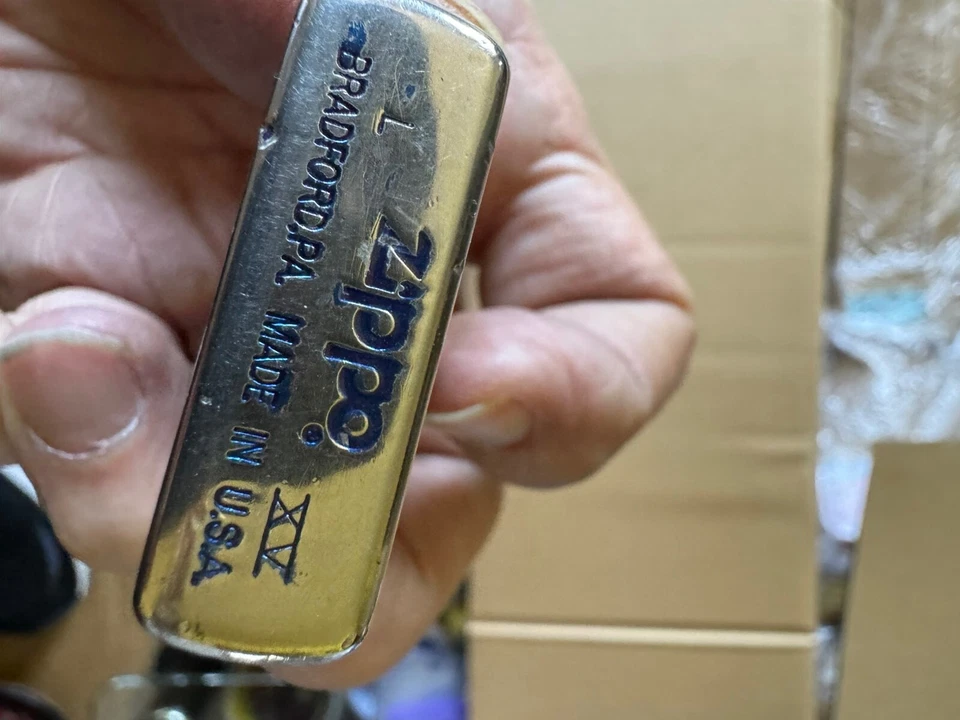 L zippo XV
BRADFORD,PA. MADE IN U.S.A